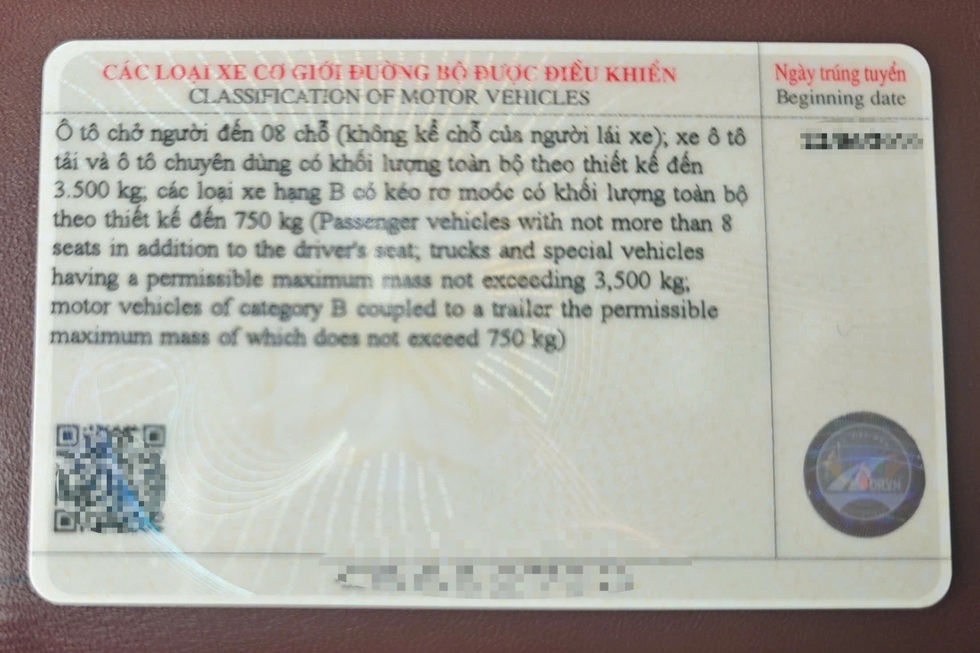 CÁC LOẠI XE CƠ GIỚI ĐƯỜNG BỘ ĐƯỢC ĐIỀU KHIỂN
CLASSIFICATION OF MOTOR VEHICLES
Ngày trúng tuyển
Beginning date
Ô tô chở người đến 08 chỗ (không kể chỗ của người lái xe); xe ô tô
tải và ô tô chuyên dùng có khối lượng toàn bộ theo thiết kế đến
3.500 kg; các loại xe hạng B có kéo rơ moóc có khối lượng toàn bộ
theo thiết kế đến 750 kg (Passenger vehicles with not more than 8
seats in addition to the driver's seat; trucks and special vehicles
having a permissible maximum mass not exceeding 3,500 kg;
motor vehicles of category B coupled to a trailer the permissible
maximum mass of which does not exceed 750 kg)